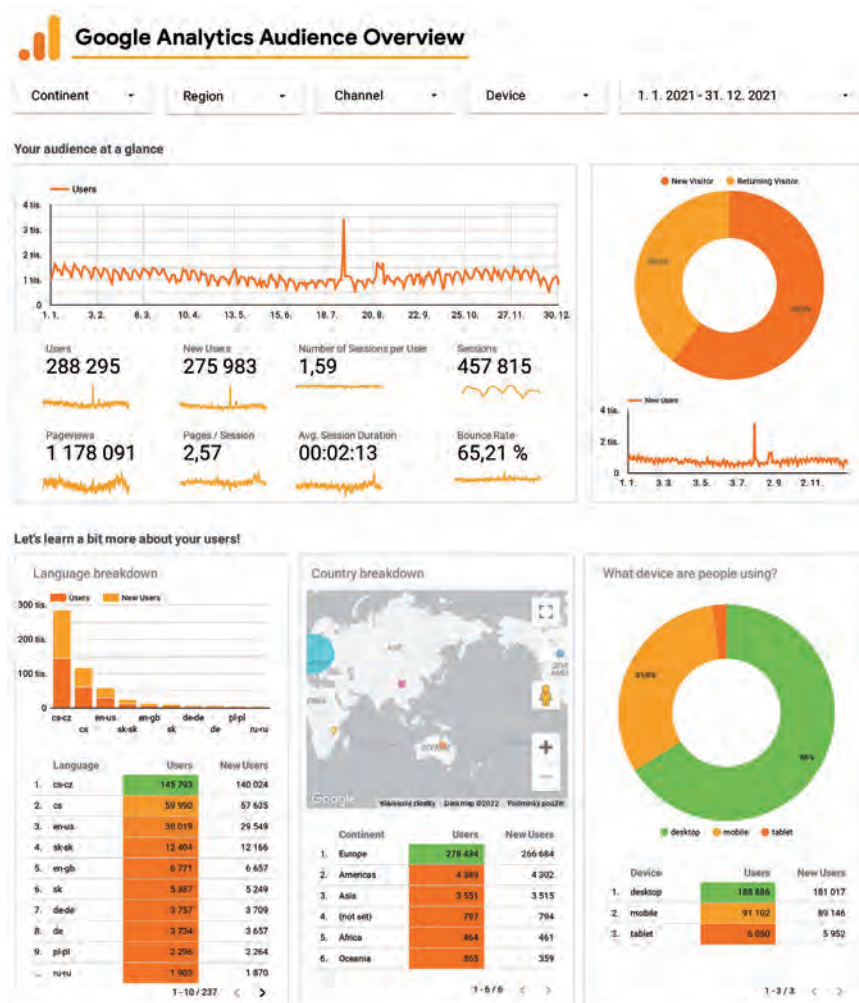 Google Analytics Audience Overview
Continent
Region
Channel
Device
1. 1. 2021 - 31. 12. 2021
Your audience at a glance
Users
4 tis.
3 tis.
2 tis.
1 tis.
0
1.1. 3.2. 6.3. 10.4. 13.5. 15.6. 18.7. 20.8. 22.9. 25.10. 27.11. 30.12.
Users New Users Number of Sessions per User Sessions
288 295 275 983 1,59 457 815
Pageviews Pages / Session Avg. Session Duration Bounce Rate
1 178 091 2,57 00:02:13 65,21 %
New Visitor Returning Visitor
New Users
4 tis.
2 tis.
0
1.1. 3.3. 3.5. 3.7. 2.9. 2.11.
Let's learn a bit more about your users!
Language breakdown
Users New Users
300 tis.
200 tis.
100 tis.
0
cs-cz en-us en-gb de-de pl-pl
cs sk-sk sk de ru-ru
Language Users New Users
1. cs-cz 145 793 140 024
2. cs 59 990 57 635
3. en-us 30 019 29 549
4. sk-sk 12 404 12 166
5. en-gb 6 771 6 657
6. sk 5 387 5 249
7. de-de 3 757 3 709
8. de 3 734 3 657
9. pl-pl 2 296 2 264
... ru-ru 1 903 1 870
1-10 / 237
Country breakdown
Google
Klávesové zkratky Data map ©2022 Podmínky použití
Continent Users New Users
1. Europe 278 434 266 684
2. Americas 4 389 4 302
3. Asia 3 551 3 515
4. (not set) 797 794
5. Africa 464 461
6. Oceania 365 359
1-6 / 6
What device are people using?
66%
desktop mobile tablet
Device Users New Users
1. desktop 188 886 181 017
2. mobile 91 102 89 146
3. tablet 6 050 5 952
1-3 / 3